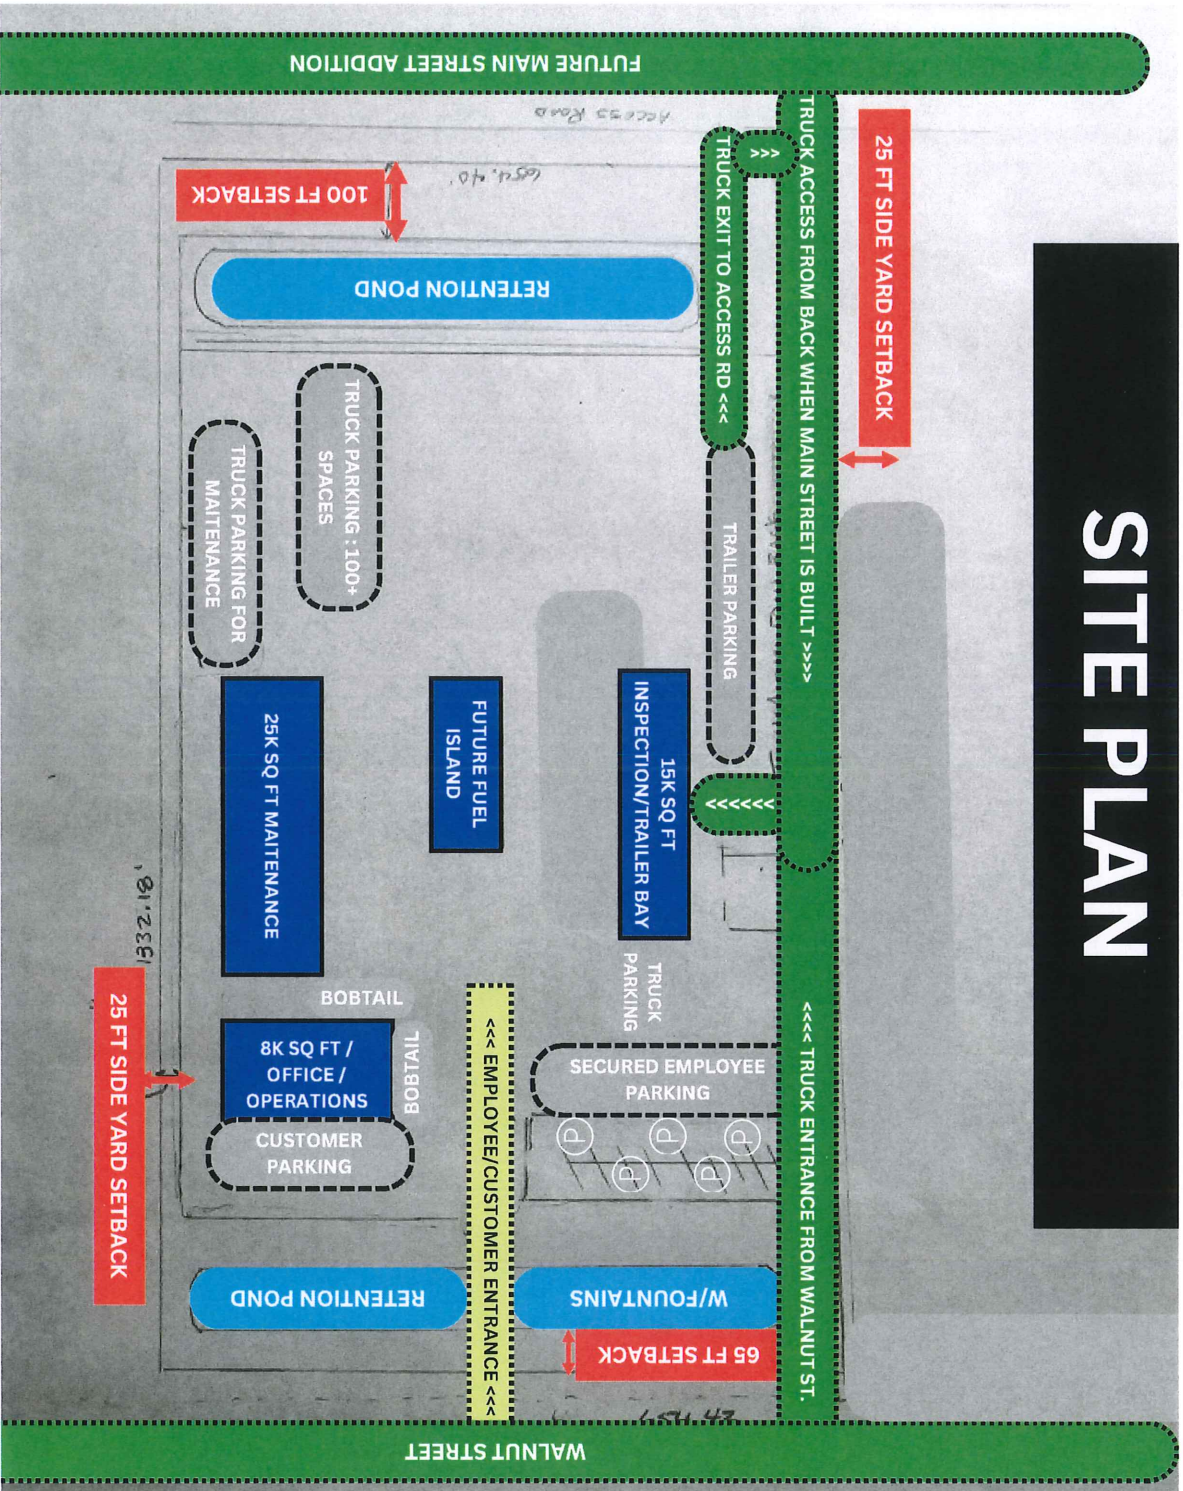 SITE PLAN
FUTURE MAIN STREET ADDITION
ACCESS ROAD
654.40'
100 FT SETBACK
RETENTION POND
TRUCK EXIT TO ACCESS RD <<<
>>>
TRUCK ACCESS FROM BACK WHEN MAIN STREET IS BUILT >>>>
25 FT SIDE YARD SETBACK
TRUCK PARKING : 100+
SPACES
TRUCK PARKING FOR
MAITENANCE
TRAILER PARKING
25K SQ FT MAITENANCE
FUTURE FUEL
ISLAND
15K SQ FT
INSPECTION/TRAILER BAY
<<<<<<
1332.18'
BOBTAIL
BOBTAIL
TRUCK
PARKING
8K SQ FT /
OFFICE /
OPERATIONS
CUSTOMER
PARKING
SECURED EMPLOYEE
PARKING
P
P
P
P
P
25 FT SIDE YARD SETBACK
<<< EMPLOYEE/CUSTOMER ENTRANCE <<<
<<<< TRUCK ENTRANCE FROM WALNUT ST.
RETENTION POND
W/FOUNTAINS
65 FT SETBACK
WALNUT STREET